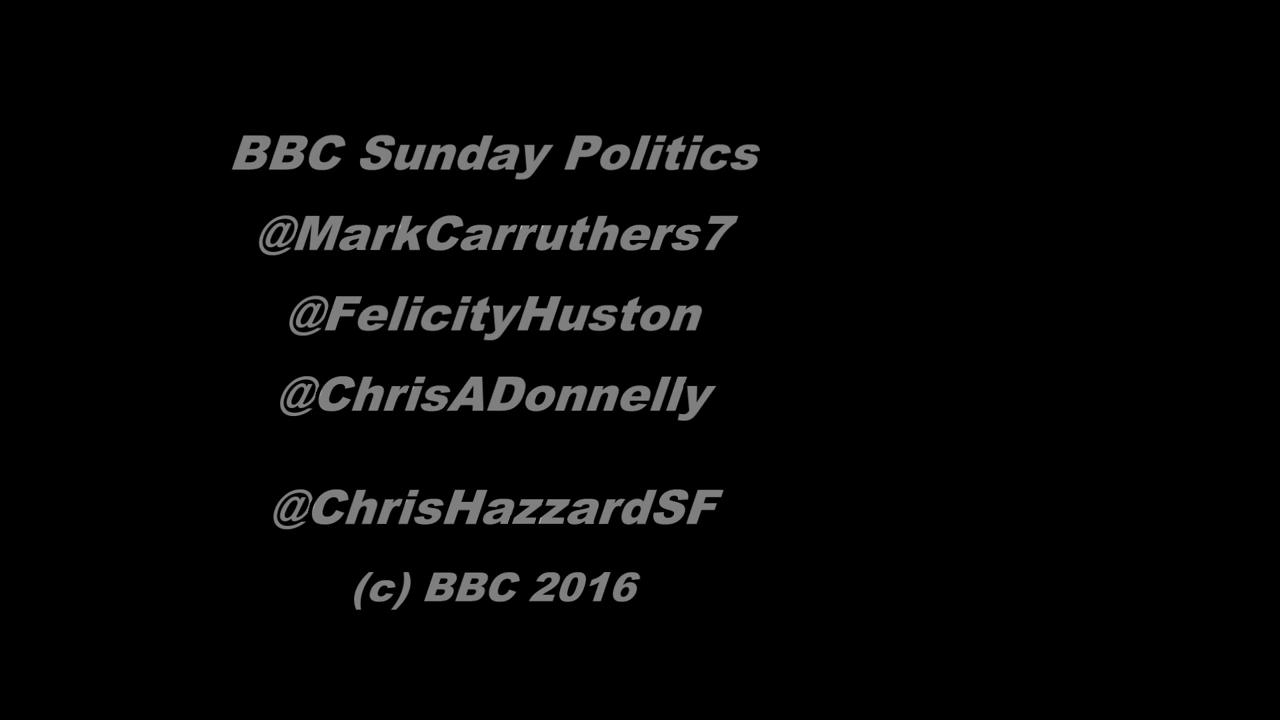 BBC Sunday Politics
@MarkCarruthers7
@FelicityHuston
@ChrisADonnelly
@ChrisHazzardSF
(c) BBC 2016